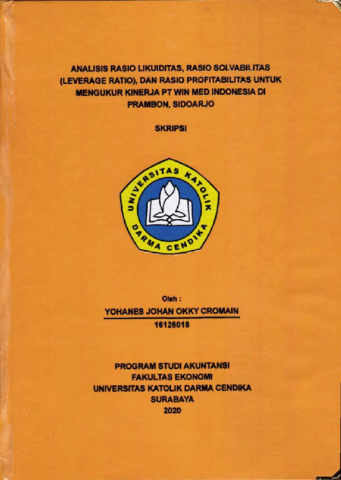 ANALISIS RASIO LIKUIDITAS, RASIO SOLVABILITAS
(LEVERAGE RATIO), DAN RASIO PROFITABILITAS UNTUK
MENGUKUR KINERJA PT WIN MED INDONESIA DI
PRAMBON, SIDOARJO
SKRIPSI
UNIVERSITAS KATOLIK
DARMA CENDIKA
Oleh :
YOHANES JOHAN OKKY CROMAIN
16126018
PROGRAM STUDI AKUNTANSI
FAKULTAS EKONOMI
UNIVERSITAS KATOLIK DARMA CENDIKA
SURABAYA
2020